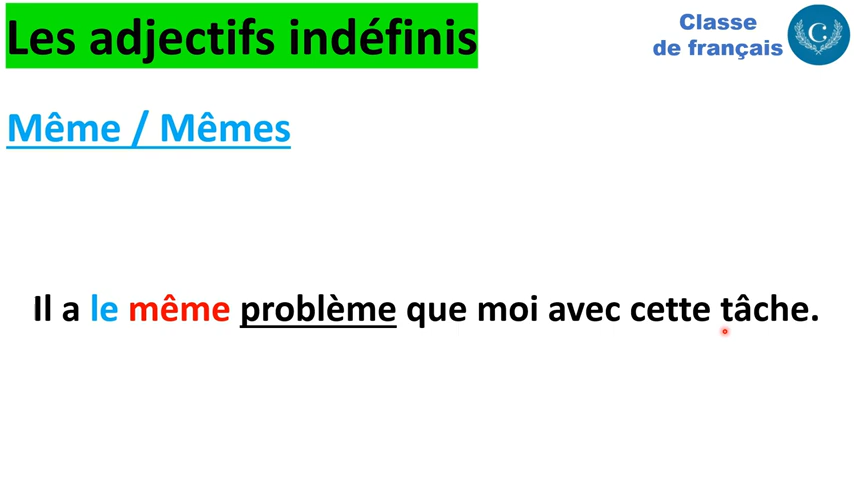 Les adjectifs indéfinis
Classe
de français
C
Même / Mêmes
Il a le même problème que moi avec cette tâche.